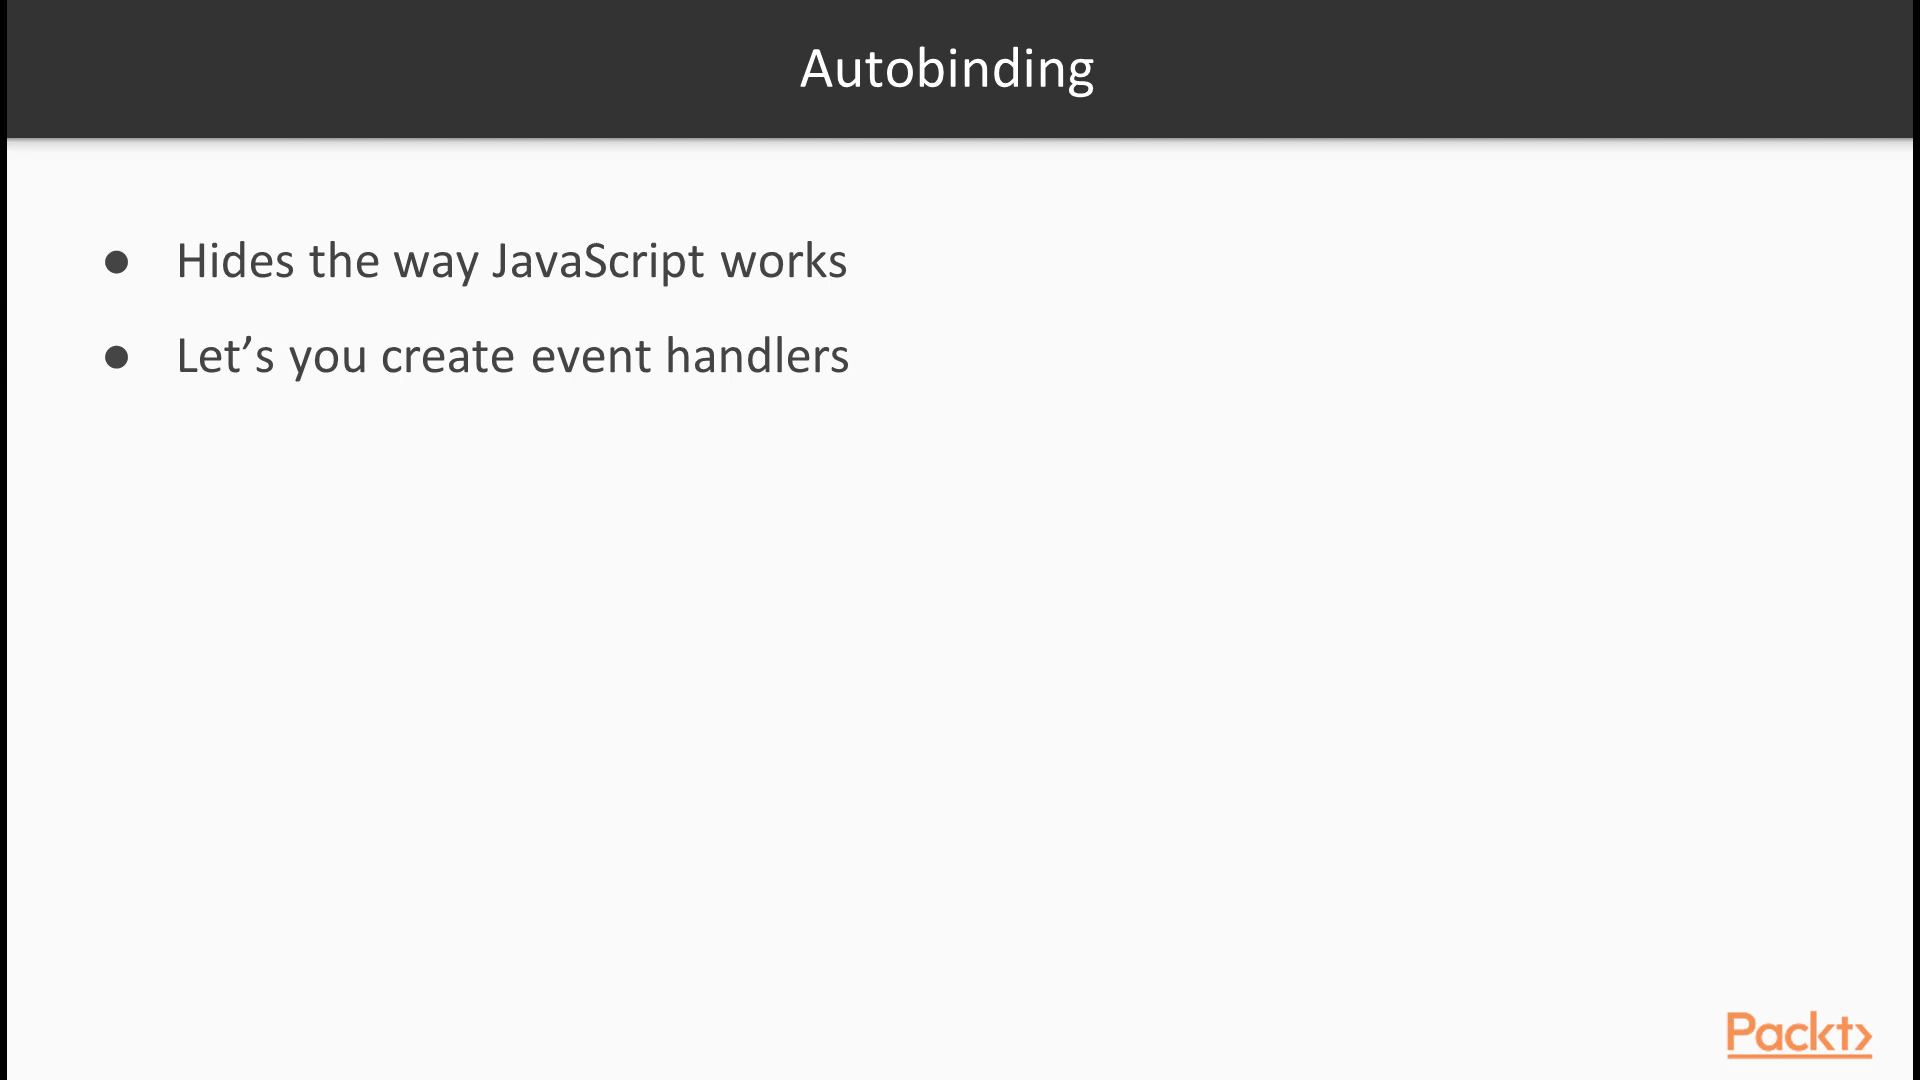 Autobinding
● Hides the way JavaScript works
● Let’s you create event handlers
Packt>